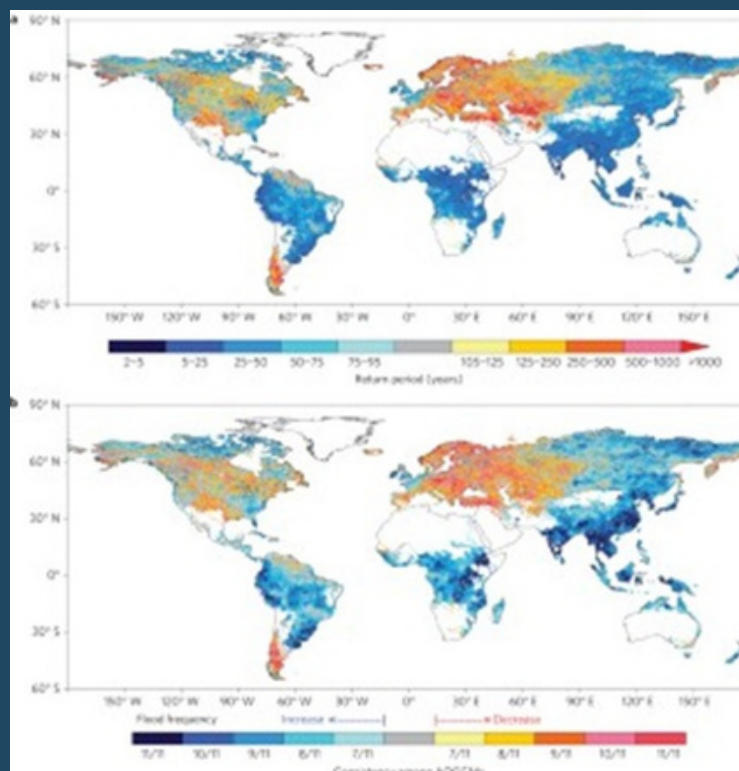 a
90° N
60° N
30° N
0°
30° S
60° S
150° W 120° W 90° W 60° W 30° W 0° 30° E 60° E 90° E 120° E 150° E
2–5 5–25 25–50 50–75 75–95 105–125 125–250 250–500 500–1000 >1000
Return period (years)
b
90° N
60° N
30° N
0°
30° S
60° S
150° W 120° W 90° W 60° W 30° W 0° 30° E 60° E 90° E 120° E 150° E
Flood frequency Increase Decrease
11/11 10/11 9/11 8/11 7/11 7/11 8/11 9/11 10/11 11/11
Consistency among